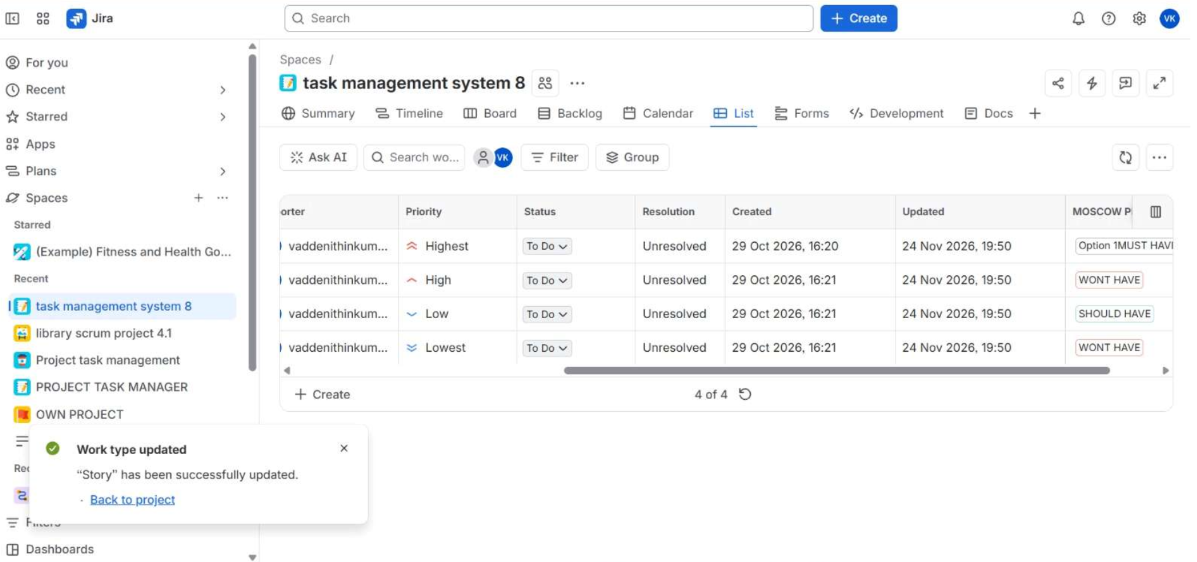 Jira
Search
+ Create
VK
For you
Recent
Starred
Apps
Plans
Spaces
Starred
(Example) Fitness and Health Go...
Recent
task management system 8
library scrum project 4.1
Project task management
PROJECT TASK MANAGER
OWN PROJECT
Rec
Filters
Dashboards
Work type updated
“Story” has been successfully updated.
Back to project
Spaces /
task management system 8
Summary Timeline Board Backlog Calendar List Forms Development Docs +
Ask AI Search wo... VK Filter Group
orter Priority Status Resolution Created Updated MOSCOW P
vaddenithinkum... Highest To Do Unresolved 29 Oct 2026, 16:20 24 Nov 2026, 19:50 Option 1MUST HAVE
vaddenithinkum... High To Do Unresolved 29 Oct 2026, 16:21 24 Nov 2026, 19:50 WONT HAVE
vaddenithinkum... Low To Do Unresolved 29 Oct 2026, 16:21 24 Nov 2026, 19:50 SHOULD HAVE
vaddenithinkum... Lowest To Do Unresolved 29 Oct 2026, 16:21 24 Nov 2026, 19:50 WONT HAVE
+ Create 4 of 4